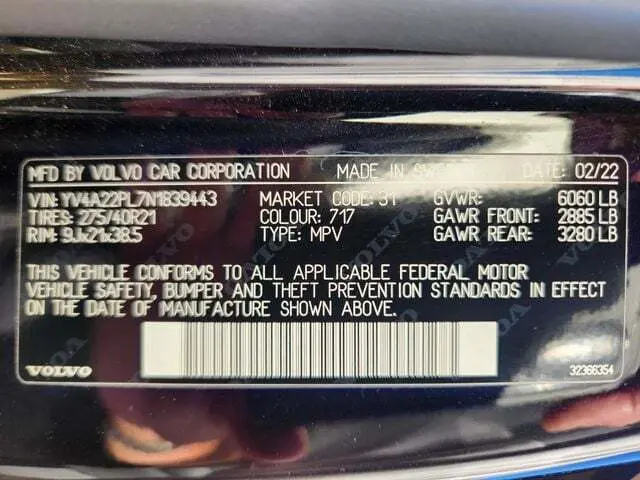 MFD BY VOLVO CAR CORPORATION MADE IN DATE: 02/22
VIN: YV4A22PL7N1839443 MARKET CODE: 31 GVWR: 6060 LB
TIRES: 275/40R21 COLOUR: 717 GAWR FRONT: 2885 LB
RIM: 9Jx21x38.5 TYPE: MPV GAWR REAR: 3280 LB
THIS VEHICLE CONFORMS TO ALL APPLICABLE FEDERAL MOTOR
VEHICLE SAFETY, BUMPER AND THEFT PREVENTION STANDARDS IN EFFECT
ON THE DATE OF MANUFACTURE SHOWN ABOVE.
VOLVO 32366354